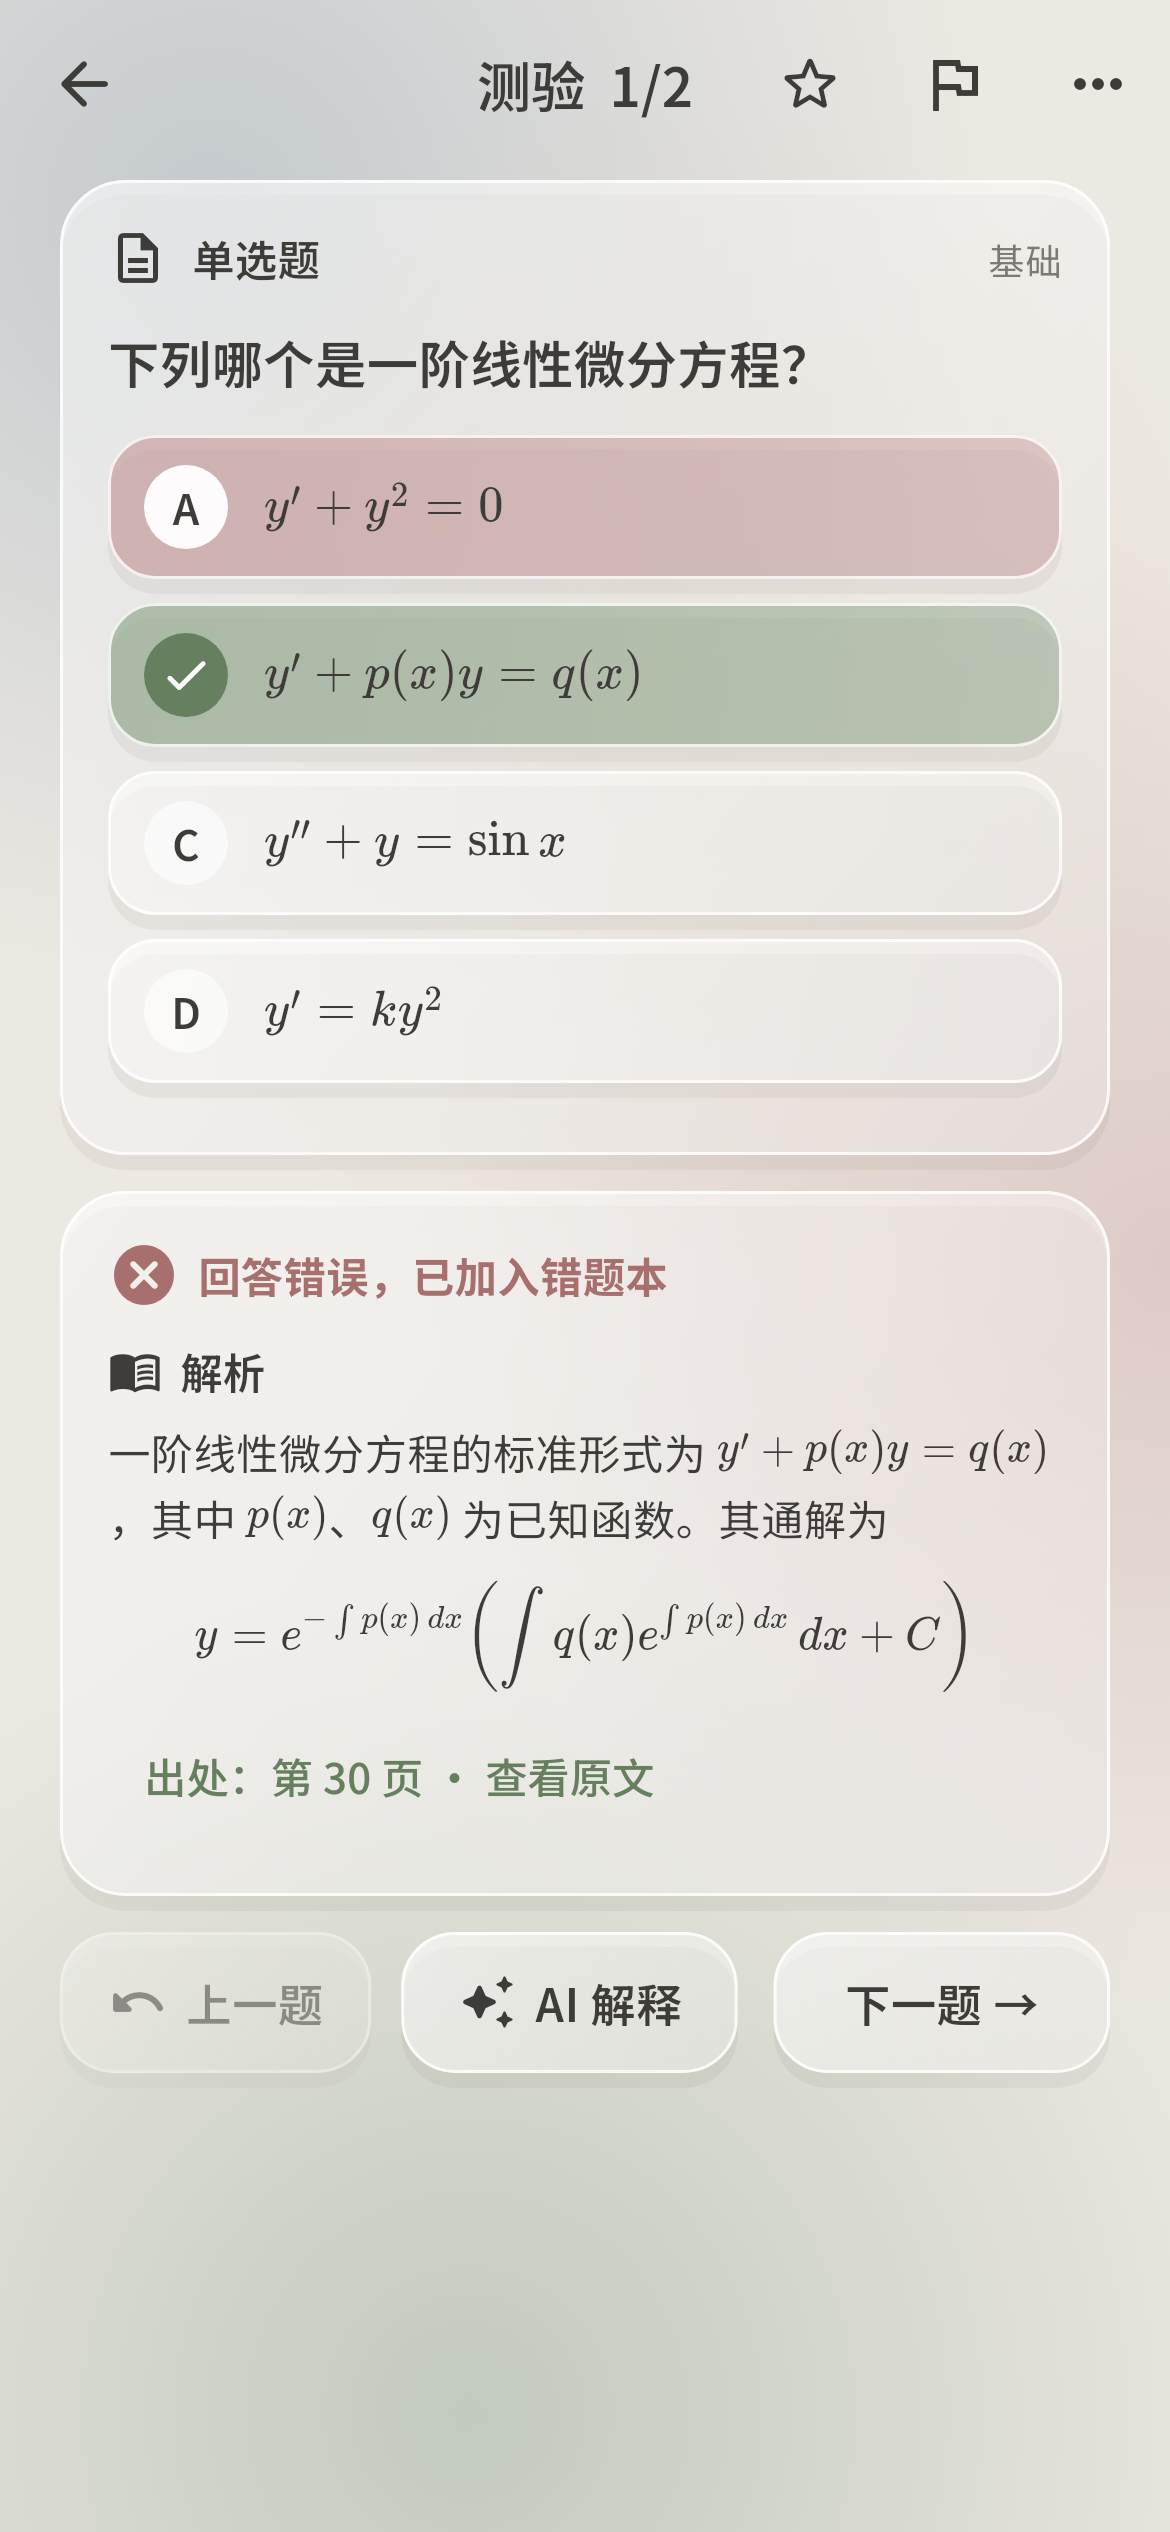 测验 1/2
单选题
基础
下列哪个是一阶线性微分方程？
A y′ + y² = 0
y′ + p(x)y = q(x)
C y″ + y = sin x
D y′ = ky²
回答错误，已加入错题本
解析
一阶线性微分方程的标准形式为 y′ + p(x)y = q(x)
，其中 p(x)、q(x) 为已知函数。其通解为
y = e^{−∫ p(x) dx} (∫ q(x)e^{∫ p(x) dx} dx + C)
出处：第 30 页 · 查看原文
上一题
AI 解释
下一题 →